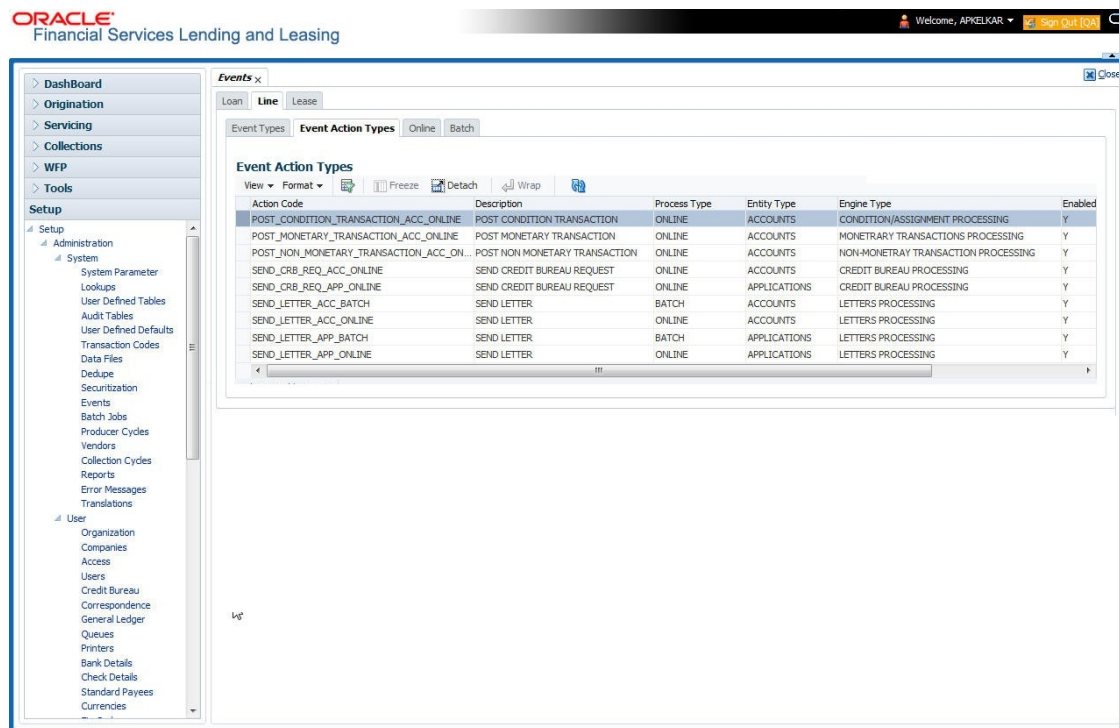 ORACLE
Financial Services Lending and Leasing
Welcome, APKELKAR
Sign Out [QA]
DashBoard
Origination
Servicing
Collections
WFP
Tools
Setup
Setup
Administration
System
System Parameter
Lookups
User Defined Tables
Audit Tables
User Defined Defaults
Transaction Codes
Data Files
Dedupe
Securitization
Events
Batch Jobs
Producer Cycles
Vendors
Collection Cycles
Reports
Error Messages
Translations
User
Organization
Companies
Access
Users
Credit Bureau
Correspondence
General Ledger
Queues
Printers
Bank Details
Check Details
Standard Payees
Currencies
Events
Close
Loan Line Lease
Event Types Event Action Types Online Batch
Event Action Types
View Format Freeze Detach Wrap
Action Code Description Process Type Entity Type Engine Type Enabled
POST_CONDITION_TRANSACTION_ACC_ONLINE POST CONDITION TRANSACTION ONLINE ACCOUNTS CONDITION/ASSIGNMENT PROCESSING Y
POST_MONETARY_TRANSACTION_ACC_ONLINE POST MONETARY TRANSACTION ONLINE ACCOUNTS MONETRARY TRANSACTIONS PROCESSING Y
POST_NON_MONETARY_TRANSACTION_ACC_ON... POST NON MONETARY TRANSACTION ONLINE ACCOUNTS NON-MONETRAY TRANSACTION PROCESSING Y
SEND_CRB_REQ_ACC_ONLINE SEND CREDIT BUREAU REQUEST ONLINE ACCOUNTS CREDIT BUREAU PROCESSING Y
SEND_CRB_REQ_APP_ONLINE SEND CREDIT BUREAU REQUEST ONLINE APPLICATIONS CREDIT BUREAU PROCESSING Y
SEND_LETTER_ACC_BATCH SEND LETTER BATCH ACCOUNTS LETTERS PROCESSING Y
SEND_LETTER_ACC_ONLINE SEND LETTER ONLINE ACCOUNTS LETTERS PROCESSING Y
SEND_LETTER_APP_BATCH SEND LETTER BATCH APPLICATIONS LETTERS PROCESSING Y
SEND_LETTER_APP_ONLINE SEND LETTER ONLINE APPLICATIONS LETTERS PROCESSING Y